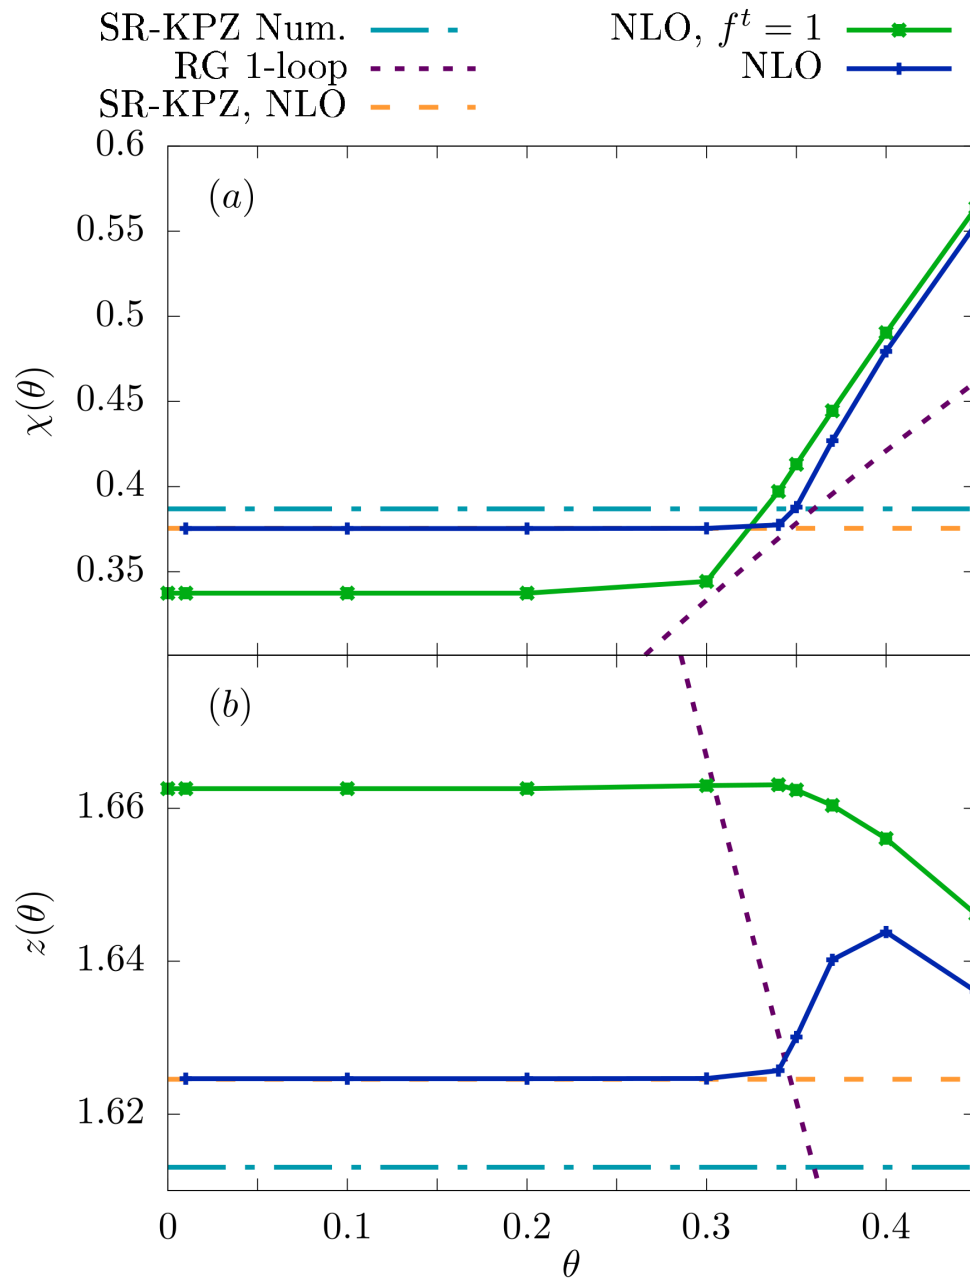 SR-KPZ Num.
RG 1-loop
SR-KPZ, NLO
NLO, f^t = 1
NLO
(a)
0.6
0.55
0.5
0.45
0.4
0.35
χ(θ)
(b)
1.66
1.64
1.62
z(θ)
0 0.1 0.2 0.3 0.4
θ